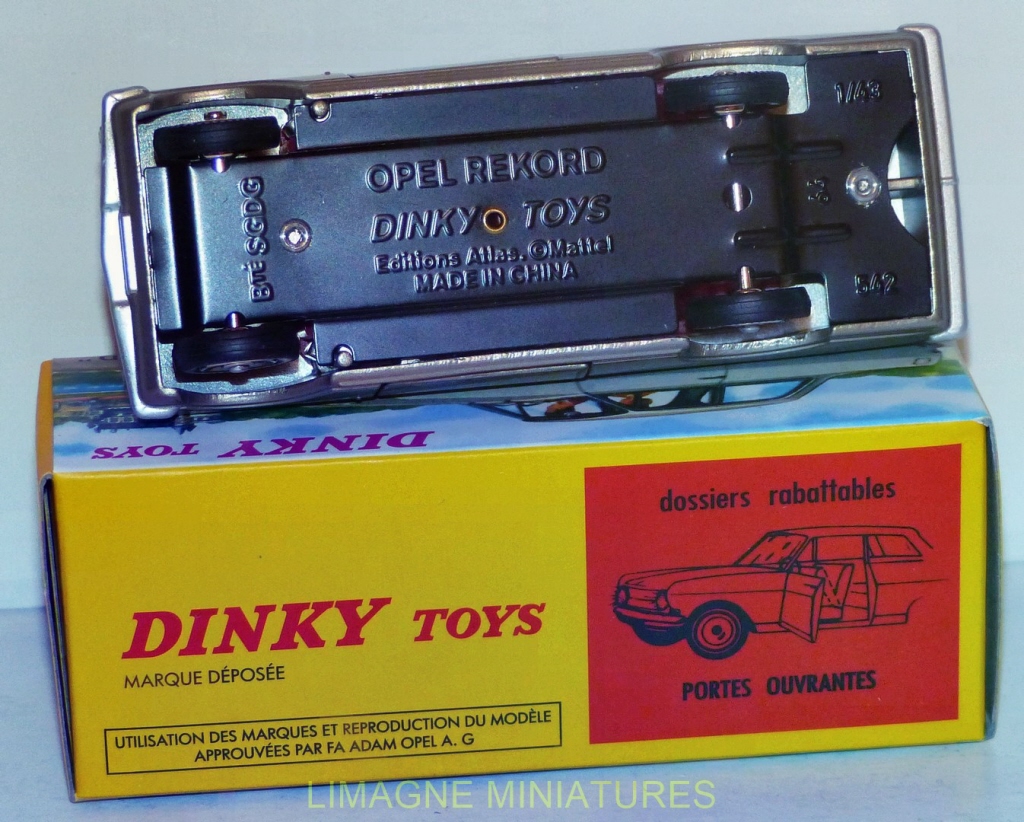 1/43
OPEL REKORD
DINKY TOYS
Editions Atlas. ©Mattel
MADE IN CHINA
Bté SGDG
63
542
DINKY TOYS
dossiers rabattables
PORTES OUVRANTES
DINKY TOYS
MARQUE DÉPOSÉE
UTILISATION DES MARQUES ET REPRODUCTION DU MODÈLE
APPROUVÉES PAR FA ADAM OPEL A. G
LIMAGNE MINIATURES